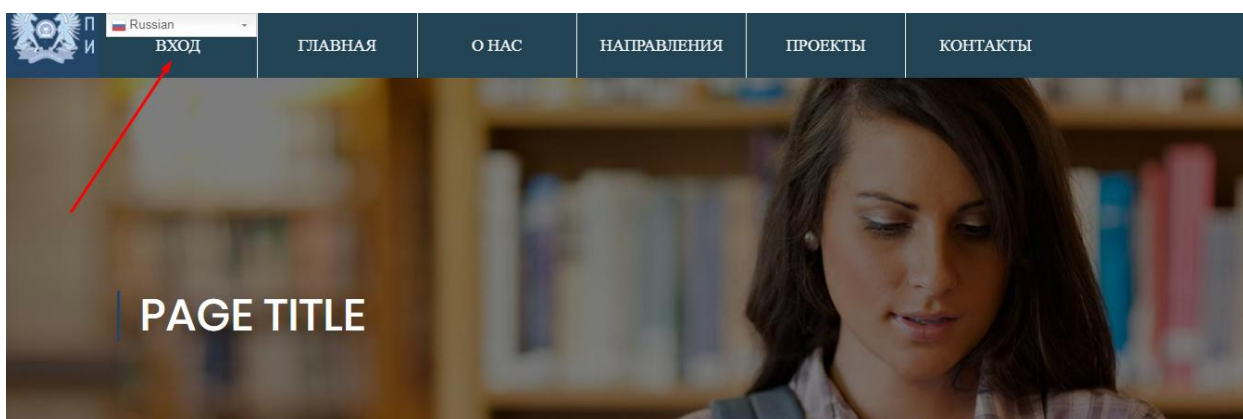 П
И
Russian
ВХОД ГЛАВНАЯ О НАС НАПРАВЛЕНИЯ ПРОЕКТЫ КОНТАКТЫ
PAGE TITLE